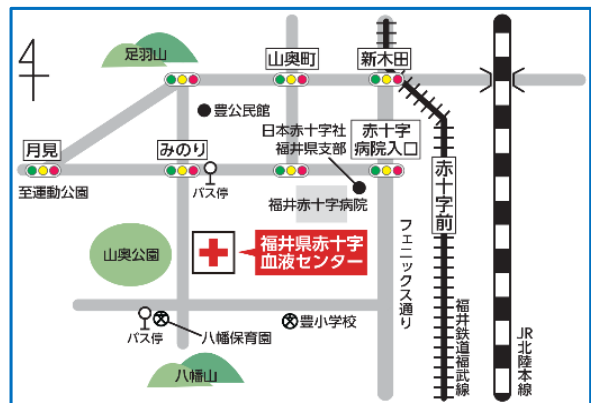 足羽山
山奥町
新木田
豊公民館
日本赤十字社
福井県支部
赤十字
病院入口
月見
みのり
バス停
至運動公園
福井赤十字病院
赤十字前
山奥公園
福井県赤十字
血液センター
フェニックス通り
福井鉄道福武線
JR北陸本線
バス停
八幡保育園
豊小学校
八幡山